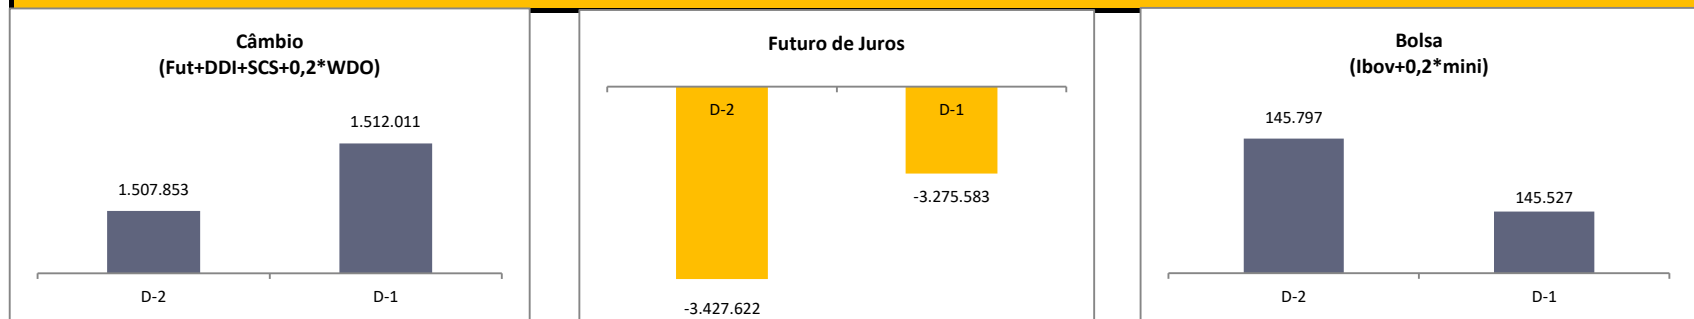 Câmbio
(Fut+DDI+SCS+0,2*WDO)
1.512.011
1.507.853
D-2
D-1
Futuro de Juros
D-2
D-1
-3.275.583
-3.427.622
Bolsa
(Ibov+0,2*mini)
145.797
145.527
D-2
D-1